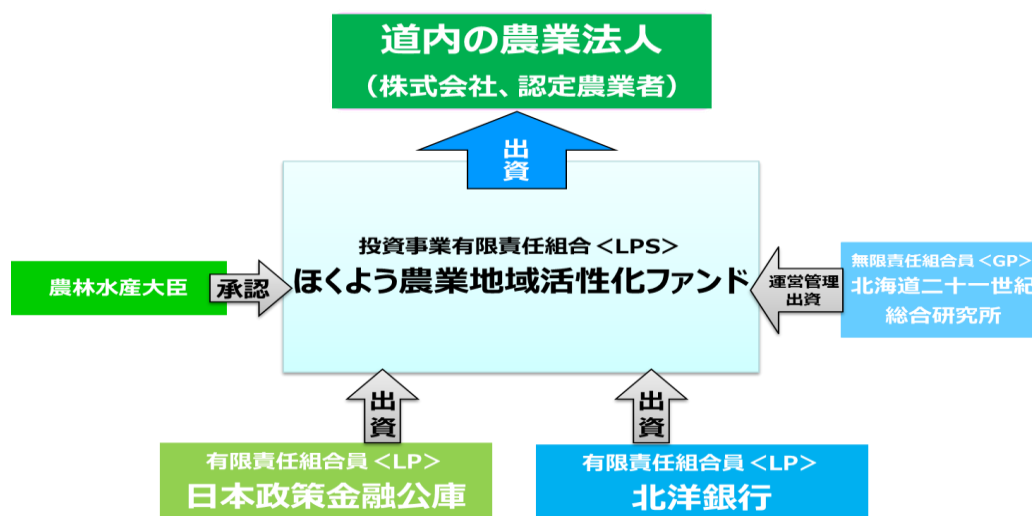 道内の農業法人
（株式会社、認定農業者）
出
資
投資事業有限責任組合<LPS>
ほくよう農業地域活性化ファンド
農林水産大臣
承認
運営管理
出資
無限責任組合員<GP>
北海道二十一世紀
総合研究所
出
資
出
資
有限責任組合員<LP>
日本政策金融公庫
有限責任組合員<LP>
北洋銀行